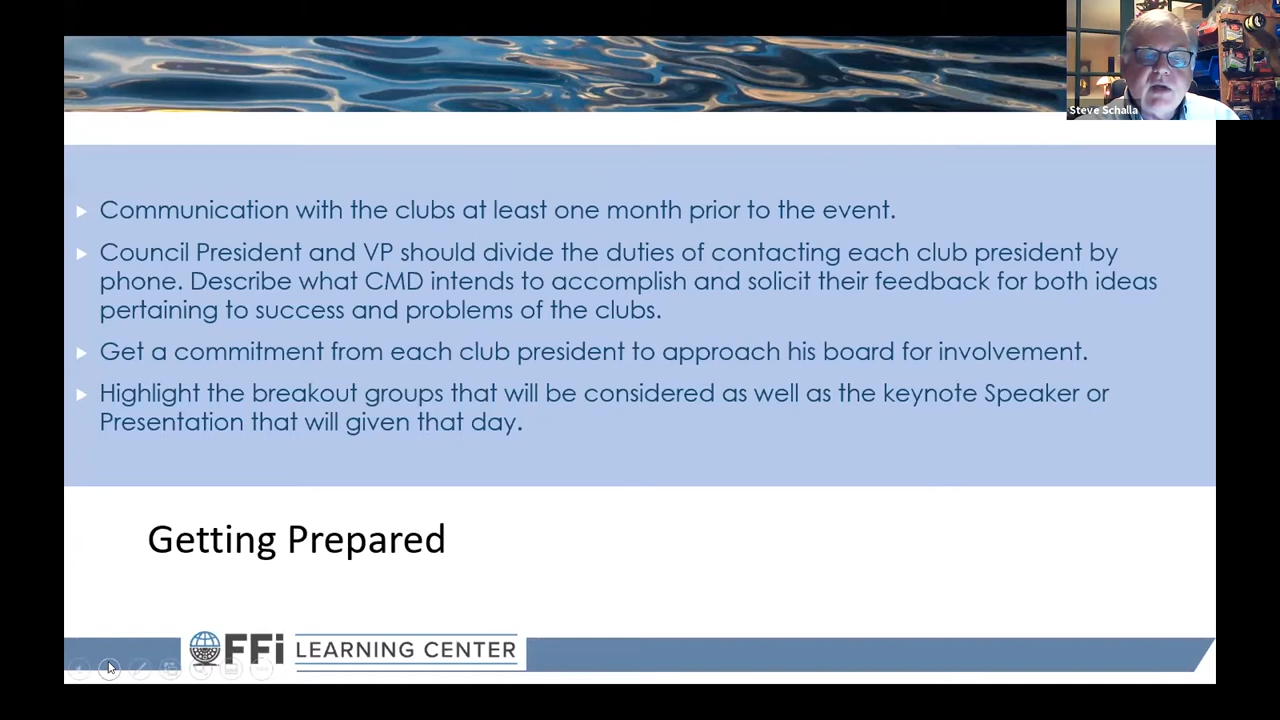 Steve Schalla
Communication with the clubs at least one month prior to the event.
Council President and VP should divide the duties of contacting each club president by
phone. Describe what CMD intends to accomplish and solicit their feedback for both ideas
pertaining to success and problems of the clubs.
Get a commitment from each club president to approach his board for involvement.
Highlight the breakout groups that will be considered as well as the keynote Speaker or
Presentation that will given that day.
Getting Prepared
FFi LEARNING CENTER